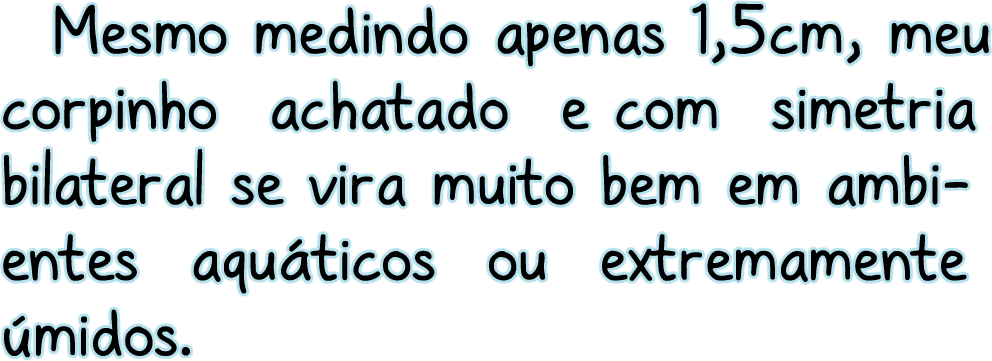 Mesmo medindo apenas 1,5cm, meu
corpinho achatado e com simetria
bilateral se vira muito bem em ambi-
entes aquáticos ou extremamente
úmidos.